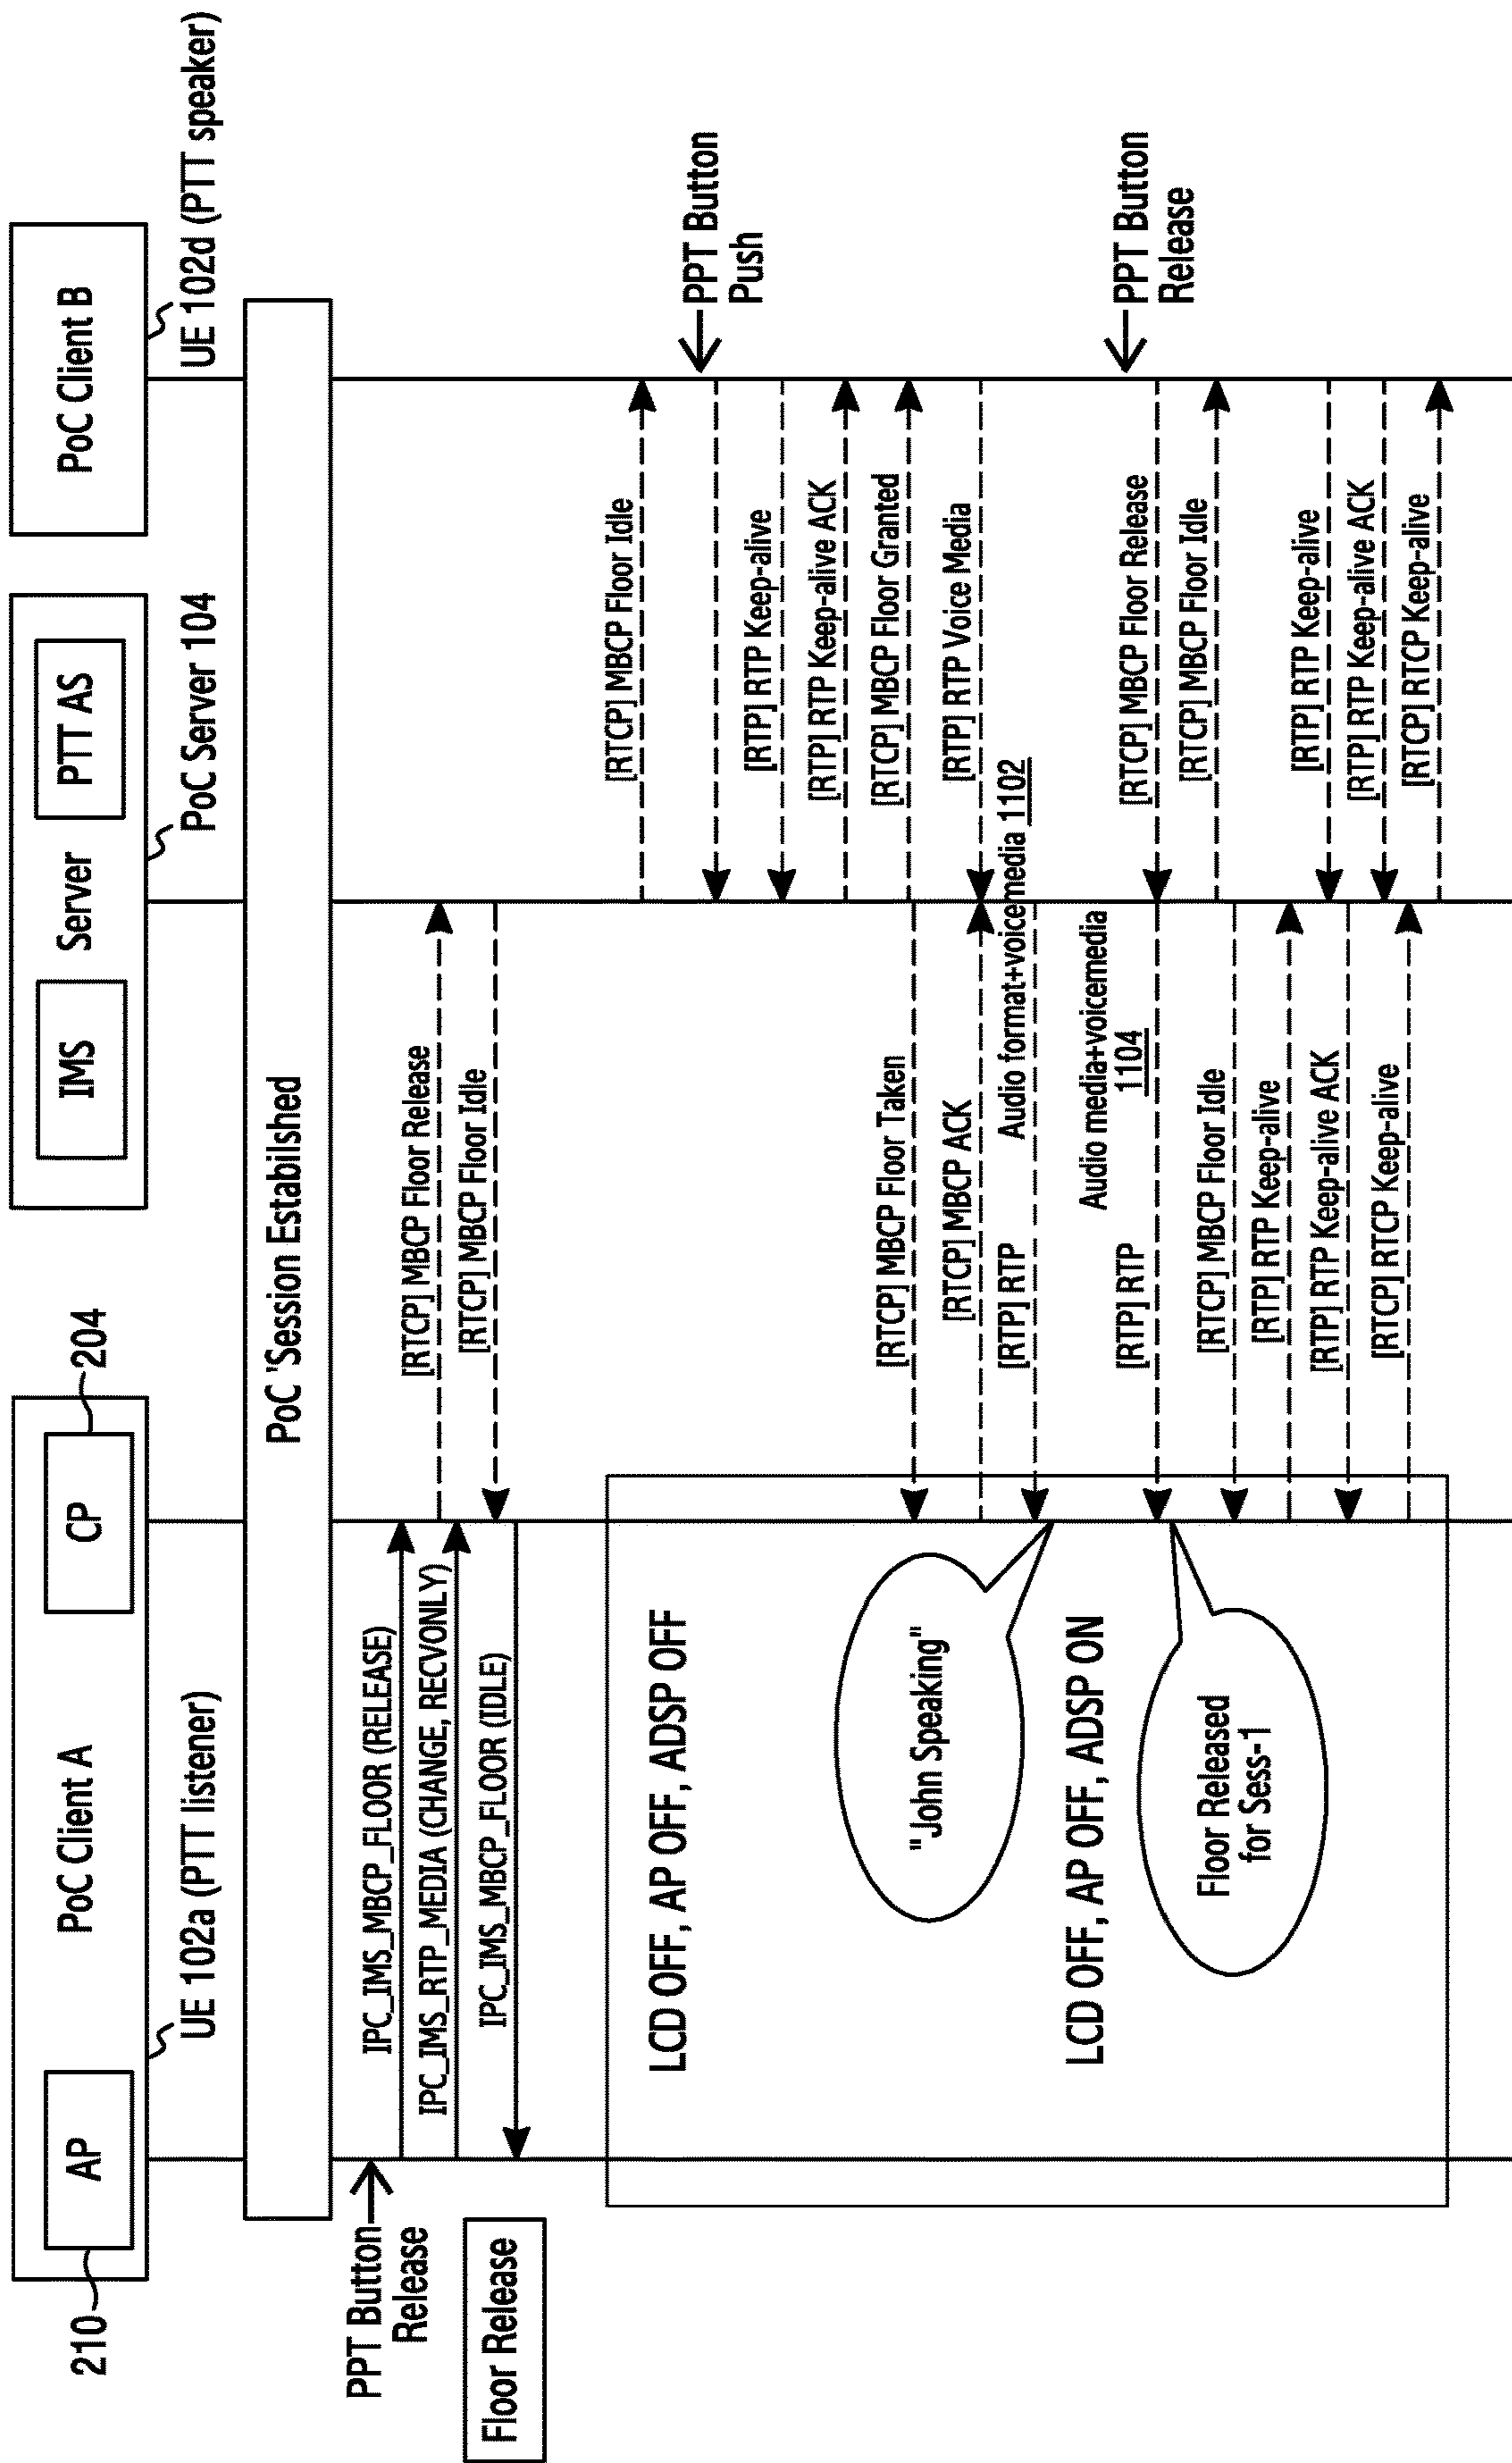 210
AP
PoC Client A
CP
204
UE 102a (PTT listener)
IMS
Server
PTT AS
PoC Server 104
PoC Client B
UE 102d (PTT speaker)
PoC 'Session Established
PPT Button
Release
Floor Release
IPC_IMS_MBCP_FLOOR (RELEASE)
IPC_IMS_RTP_MEDIA (CHANGE, RECVONLY)
IPC_IMS_MBCP_FLOOR (IDLE)
[RTCP] MBCP Floor Release
[RTCP] MBCP Floor Idle
LCD OFF, AP OFF, ADSP OFF
"John Speaking"
LCD OFF, AP OFF, ADSP ON
Floor Released
for Sess-1
[RTCP] MBCP Floor Taken
[RTCP] MBCP ACK
[RTP] RTP
Audio format+voicemedia 1102
Audio media+voicemedia
1104
[RTP] RTP
[RTCP] MBCP Floor Idle
[RTP] RTP Keep-alive
[RTP] RTP Keep-alive ACK
[RTCP] RTCP Keep-alive
[RTCP] MBCP Floor Idle
PPT Button
Push
[RTP] RTP Keep-alive
[RTP] RTP Keep-alive ACK
[RTCP] MBCP Floor Granted
[RTP] RTP Voice Media
PPT Button
Release
[RTCP] MBCP Floor Release
[RTCP] MBCP Floor Idle
[RTP] RTP Keep-alive
[RTP] RTP Keep-alive ACK
[RTCP] RTCP Keep-alive